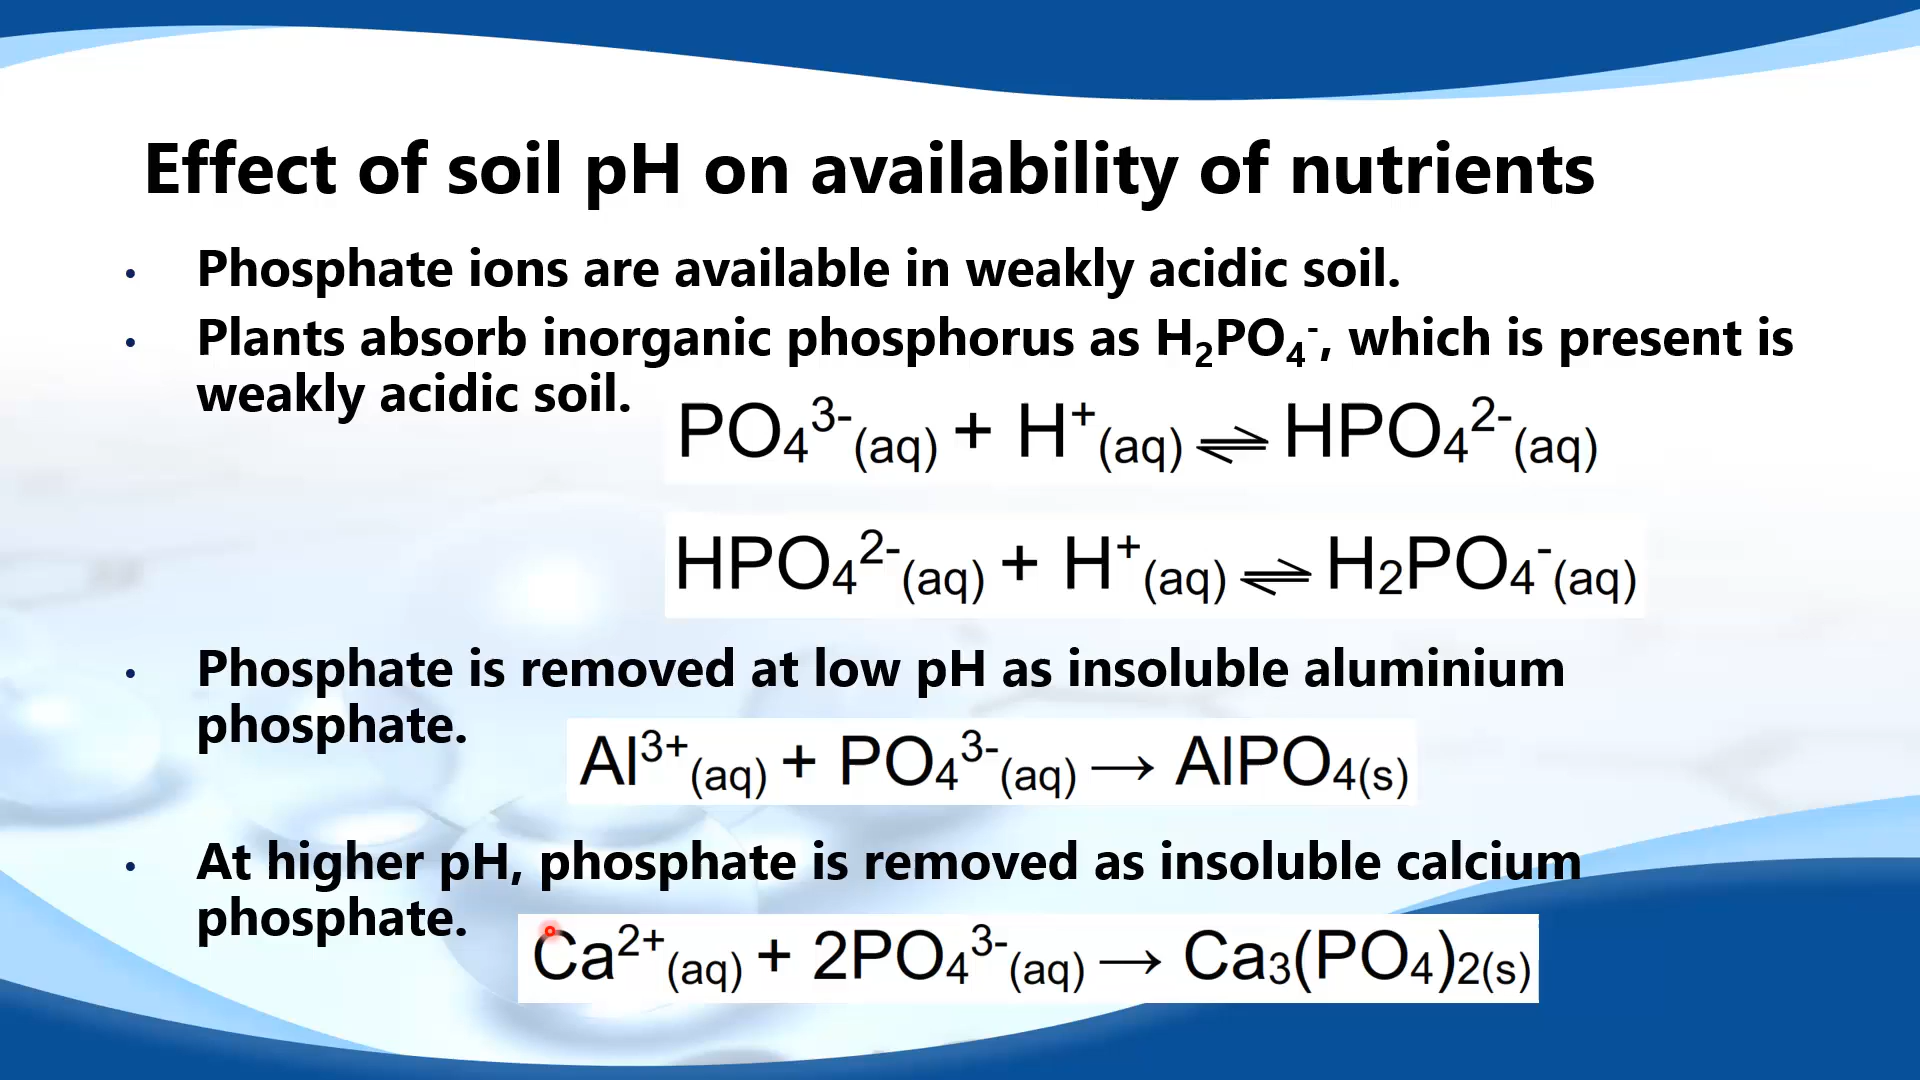 Effect of soil pH on availability of nutrients
• Phosphate ions are available in weakly acidic soil.
• Plants absorb inorganic phosphorus as H₂PO₄⁻, which is present is
weakly acidic soil.
PO₄³⁻(aq) + H⁺(aq) ⇌ HPO₄²⁻(aq)
HPO₄²⁻(aq) + H⁺(aq) ⇌ H₂PO₄⁻(aq)
• Phosphate is removed at low pH as insoluble aluminium
phosphate.
Al³⁺(aq) + PO₄³⁻(aq) → AlPO₄(s)
• At higher pH, phosphate is removed as insoluble calcium
phosphate.
Ca²⁺(aq) + 2PO₄³⁻(aq) → Ca₃(PO₄)₂(s)